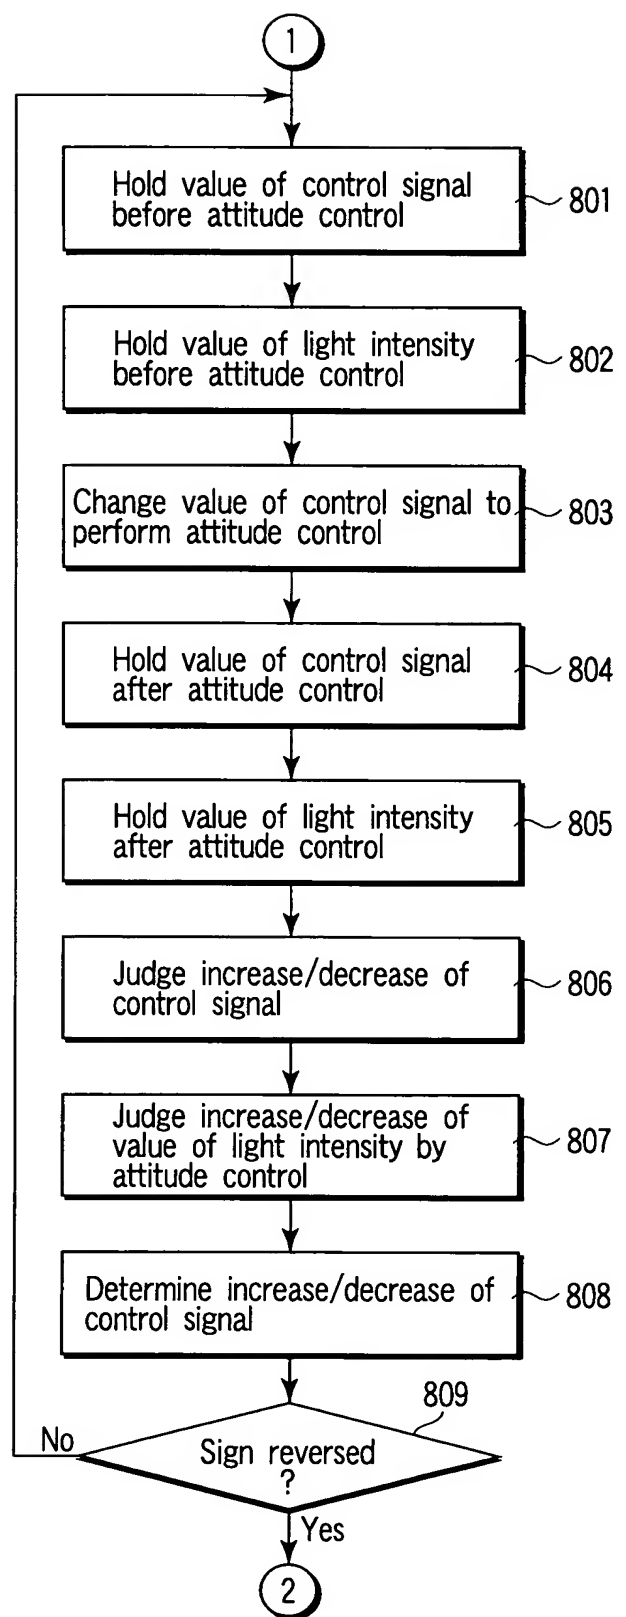 1
Hold value of control signal
before attitude control
801
Hold value of light intensity
before attitude control
802
Change value of control signal to
perform attitude control
803
Hold value of control signal
after attitude control
804
Hold value of light intensity
after attitude control
805
Judge increase/decrease of
control signal
806
Judge increase/decrease of
value of light intensity by
attitude control
807
Determine increase/decrease of
control signal
808
809
No
Sign reversed
?
Yes
2